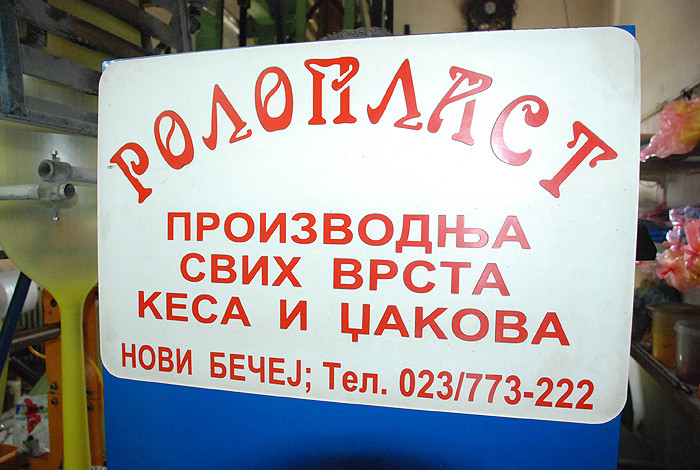 РОЛОПЛАСТ
ПРОИЗВОДЊА
СВИХ ВРСТА
КЕСА И ЏАКОВА
НОВИ БЕЧЕЈ; Тел. 023/773-222